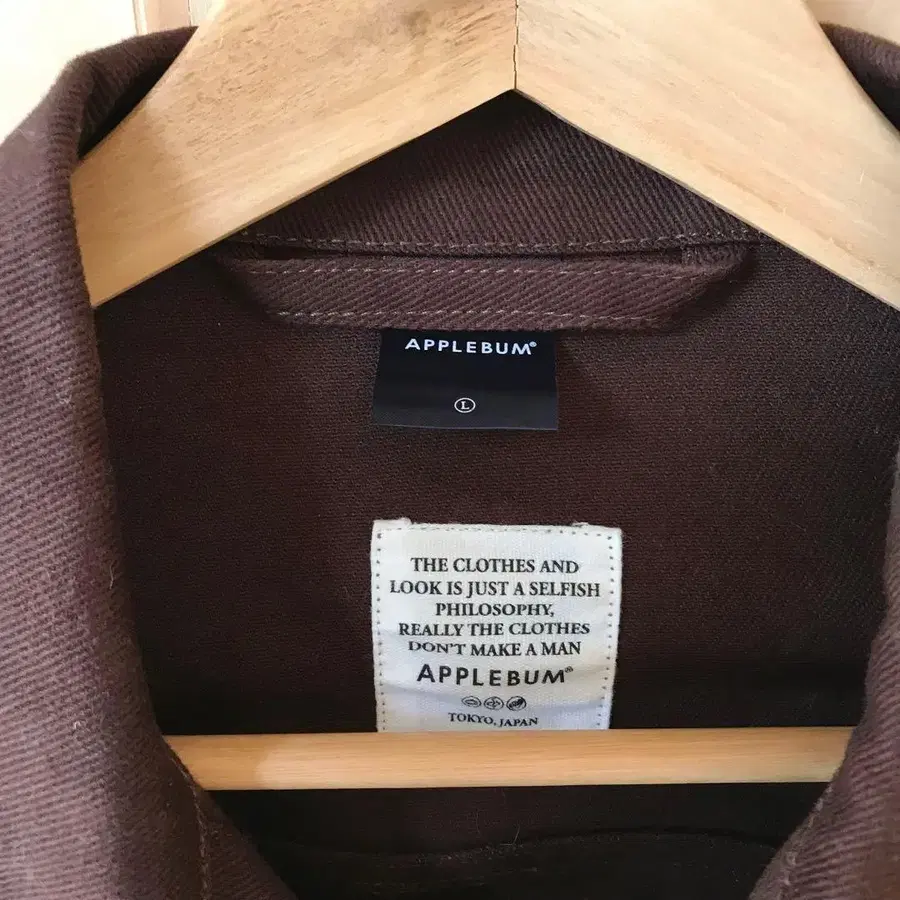 APPLEBUM®
Ⓛ
THE CLOTHES AND
LOOK IS JUST A SELFISH
PHILOSOPHY,
REALLY THE CLOTHES
DON'T MAKE A MAN
APPLEBUM®
TOKYO, JAPAN